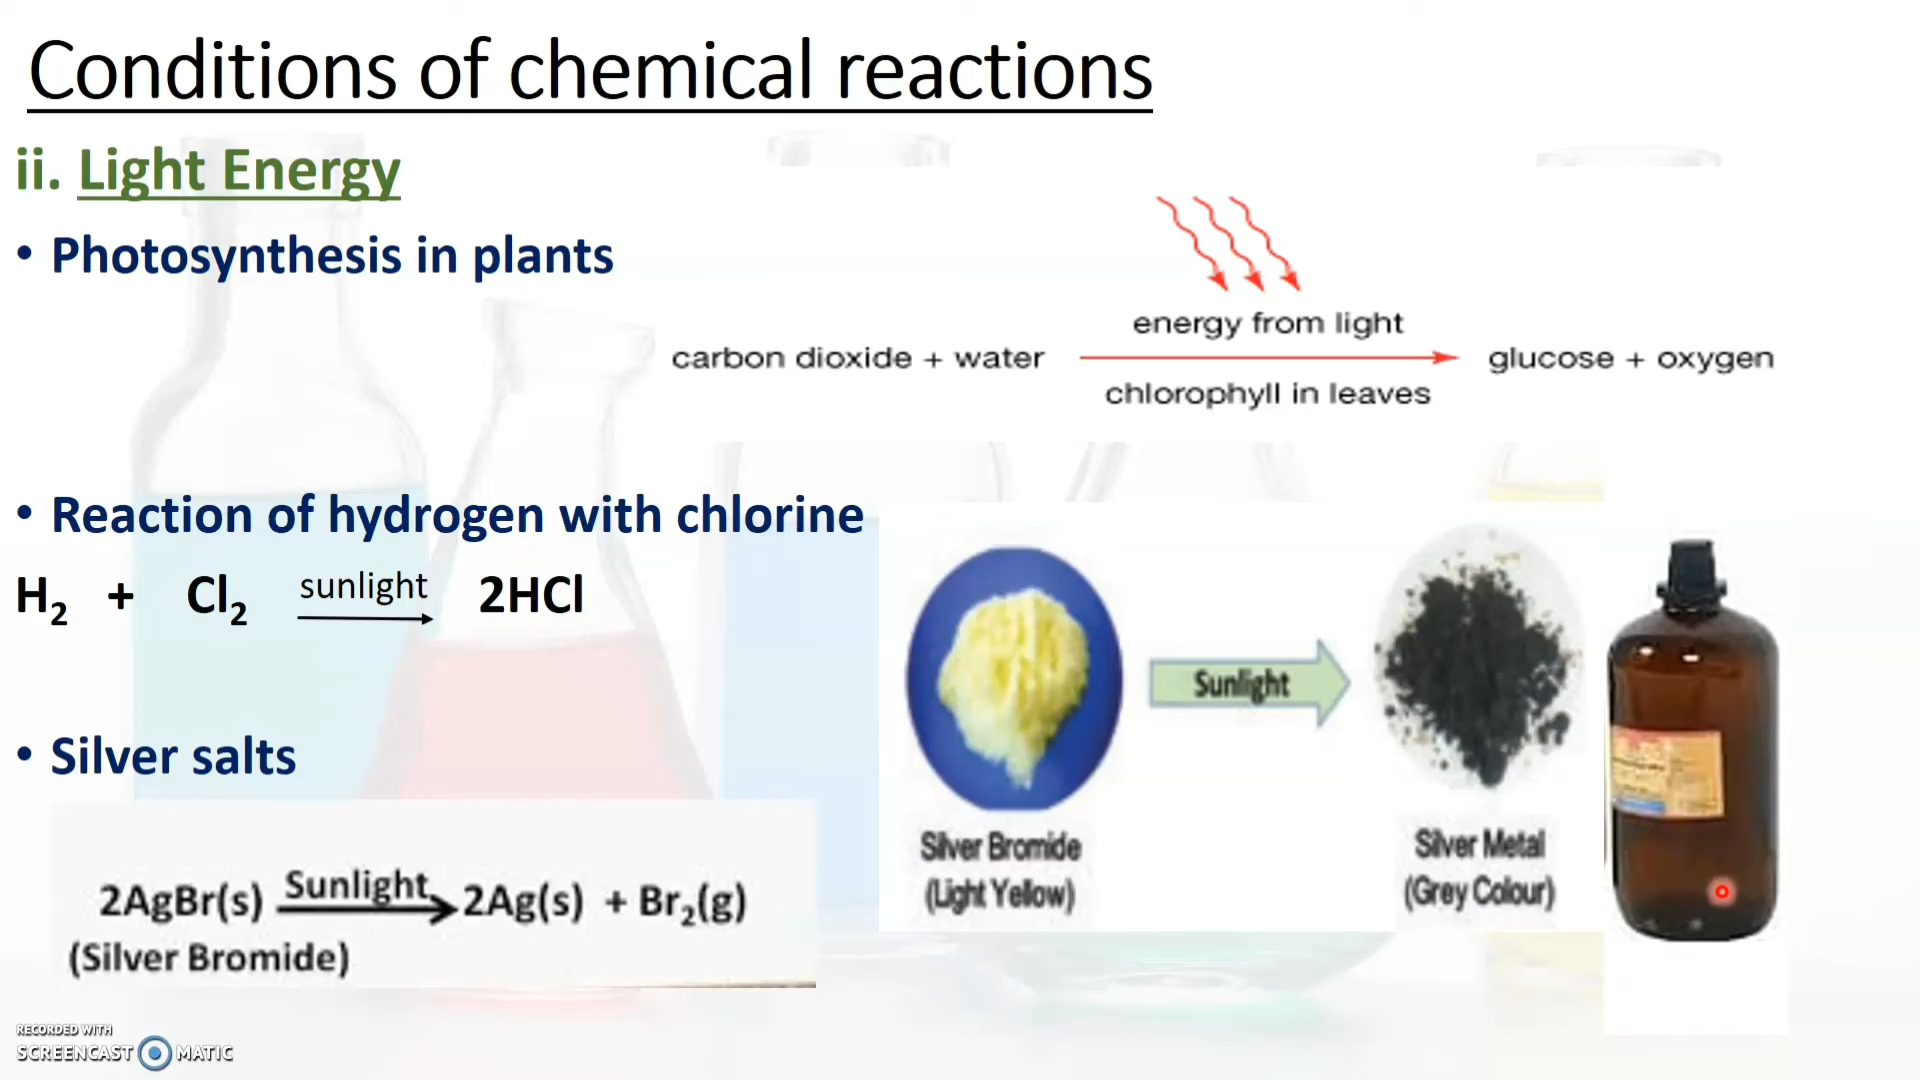 Conditions of chemical reactions
ii. Light Energy
• Photosynthesis in plants
energy from light
carbon dioxide + water
glucose + oxygen
chlorophyll in leaves
• Reaction of hydrogen with chlorine
H₂ + Cl₂ sunlight 2HCl
Sunlight
• Silver salts
Silver Bromide
(Light Yellow)
Silver Metal
(Grey Colour)
2AgBr(s) Sunlight 2Ag(s) + Br₂(g)
(Silver Bromide)
RECORDED WITH
SCREENCAST MATIC